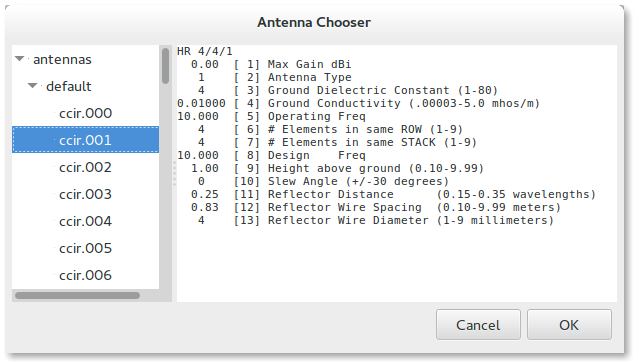 Antenna Chooser
antennas
default
ccir.000
ccir.001
ccir.002
ccir.003
ccir.004
ccir.005
ccir.006
HR 4/4/1
0.00 [ 1] Max Gain dBi
1 [ 2] Antenna Type
4 [ 3] Ground Dielectric Constant (1-80)
0.01000 [ 4] Ground Conductivity (.00003-5.0 mhos/m)
10.000 [ 5] Operating Freq
4 [ 6] # Elements in same ROW (1-9)
4 [ 7] # Elements in same STACK (1-9)
10.000 [ 8] Design Freq
1.00 [ 9] Height above ground (0.10-9.99)
0 [10] Slew Angle (+/-30 degrees)
0.25 [11] Reflector Distance (0.15-0.35 wavelengths)
0.83 [12] Reflector Wire Spacing (0.10-9.99 meters)
4 [13] Reflector Wire Diameter (1-9 millimeters)
Cancel OK